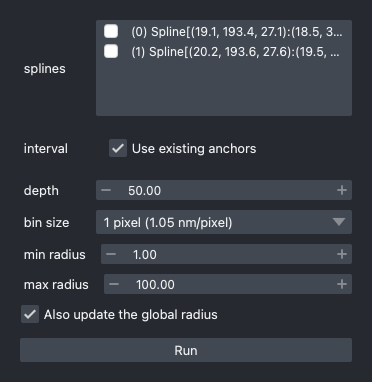 splines
(0) Spline[(19.1, 193.4, 27.1):(18.5, 3...
(1) Spline[(20.2, 193.6, 27.6):(19.5, ...
interval
Use existing anchors
depth
50.00
bin size
1 pixel (1.05 nm/pixel)
min radius
1.00
max radius
100.00
Also update the global radius
Run